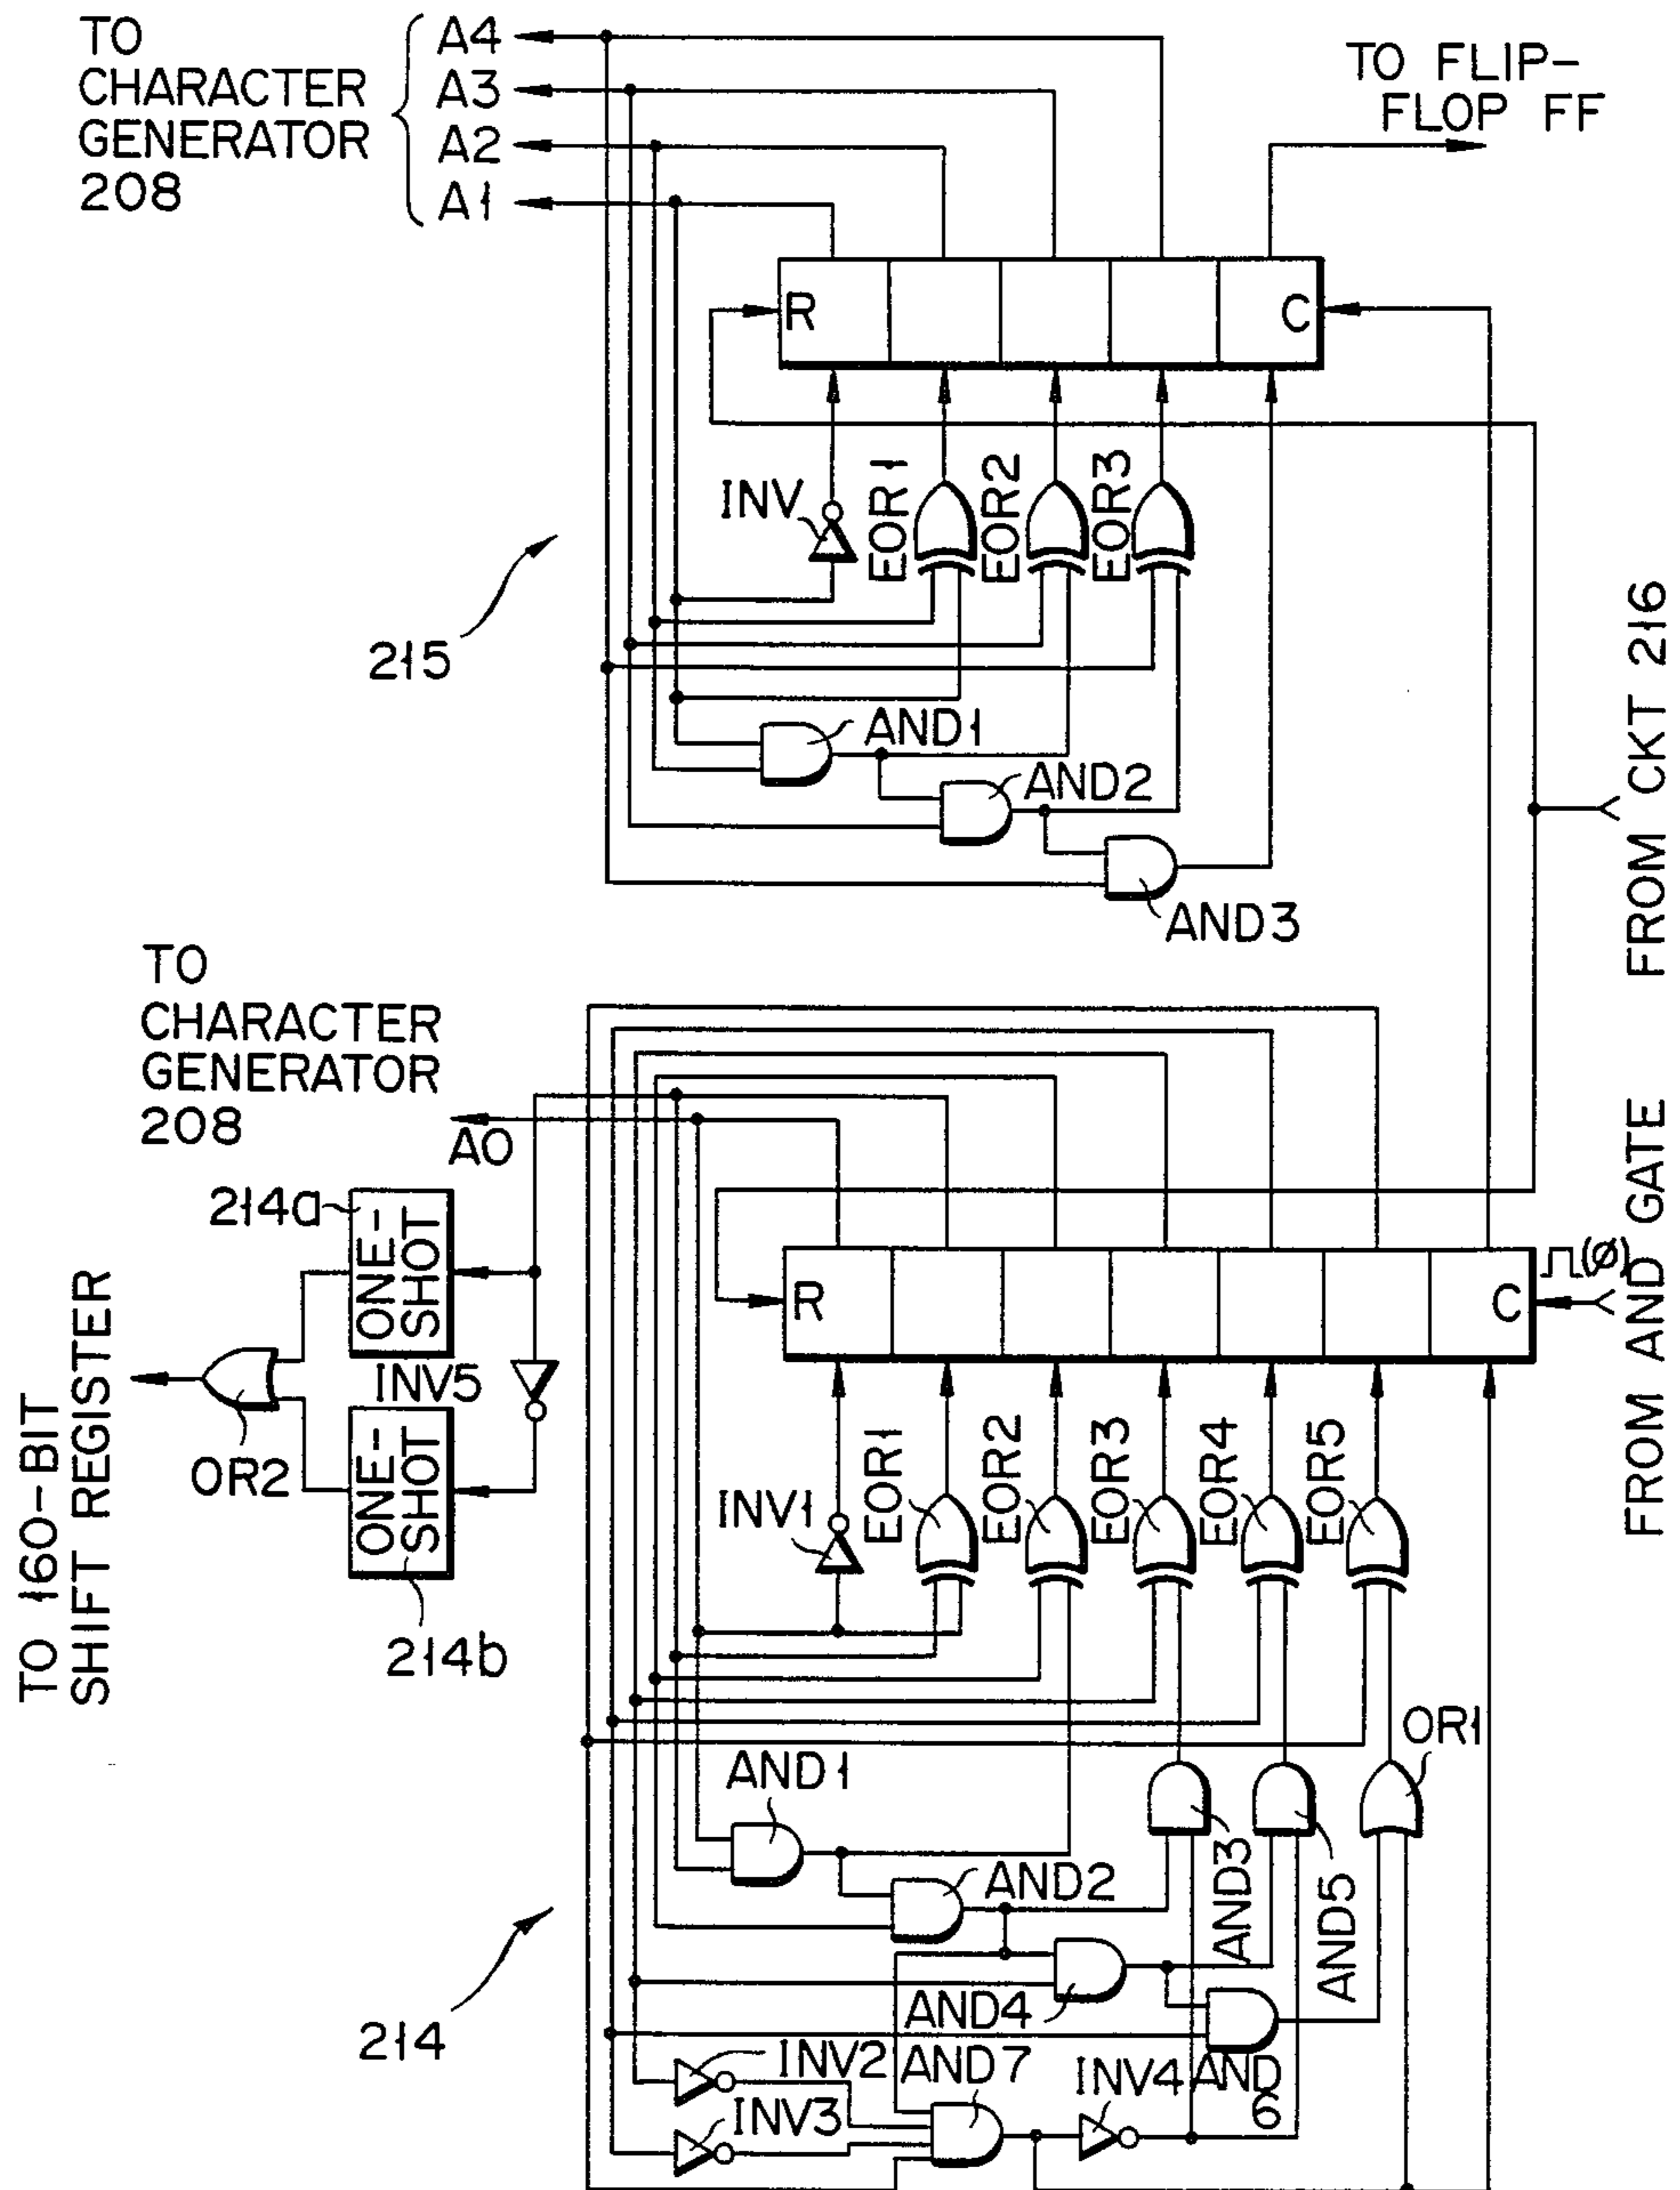 TO
CHARACTER
GENERATOR
208
A4
A3
A2
A1
TO FLIP-
FLOP FF
R
C
INV
EOR1
EOR2
EOR3
215
AND1
AND2
AND3
FROM CKT 216
TO
CHARACTER
GENERATOR
208
A0
214a
ONE-
SHOT
INV5
ONE-
SHOT
214b
OR2
TO 160-BIT
SHIFT REGISTER
R
C
(φ)
FROM AND GATE
INV1
EOR1
EOR2
EOR3
EOR4
EOR5
OR1
AND1
AND2
AND3
AND5
AND4
214
INV2
AND7
INV4
AND
6
INV3